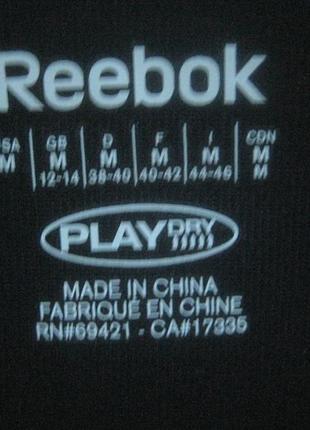 Reebok
SA GB D F I CDN
M M M M M M
12-14 38-40 40-42 44-46 M
PLAYDRY
MADE IN CHINA
FABRIQUÉ EN CHINE
RN#69421 - CA#17335